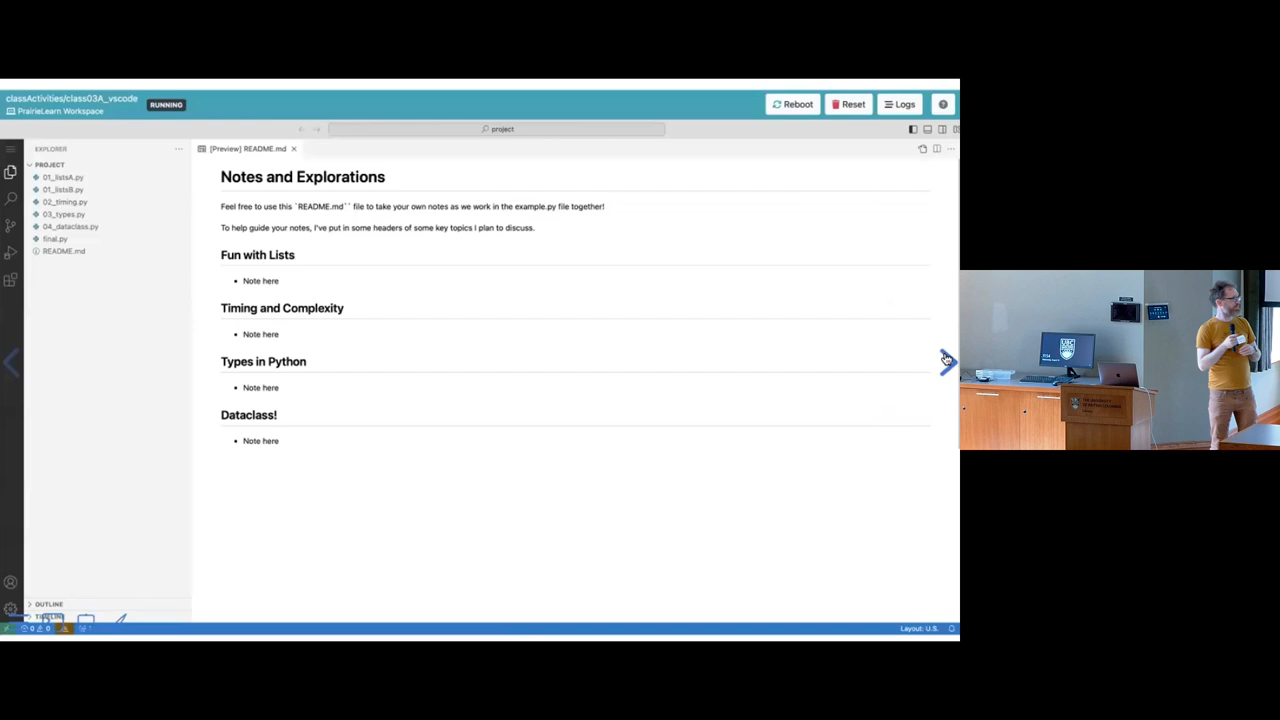 classActivities/class03A_vscode
PrairieLearn Workspace
RUNNING
Reboot
Reset
Logs
project
EXPLORER
[Preview] README.md
PROJECT
01_listsA.py
01_listsB.py
02_timing.py
03_types.py
04_dataclass.py
final.py
README.md
Notes and Explorations
Feel free to use this `README.md`` file to take your own notes as we work in the example.py file together!
To help guide your notes, I've put in some headers of some key topics I plan to discuss.
Fun with Lists
• Note here
Timing and Complexity
• Note here
Types in Python
• Note here
Dataclass!
• Note here
OUTLINE
TIMELINE
0 0
Layout: U.S.
UBC